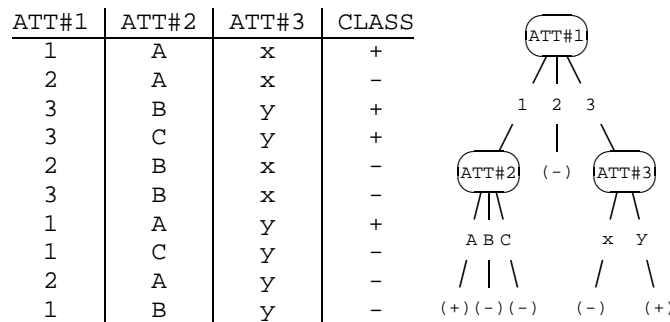 ATT#1 ATT#2 ATT#3 CLASS
1 A x +
2 A x –
3 B y +
3 C y +
2 B x –
3 B x –
1 A y +
1 C y –
2 A y –
1 B y –
ATT#1
1 2 3
ATT#2 (-) ATT#3
A B C x y
(+) (-) (-) (-) (+)